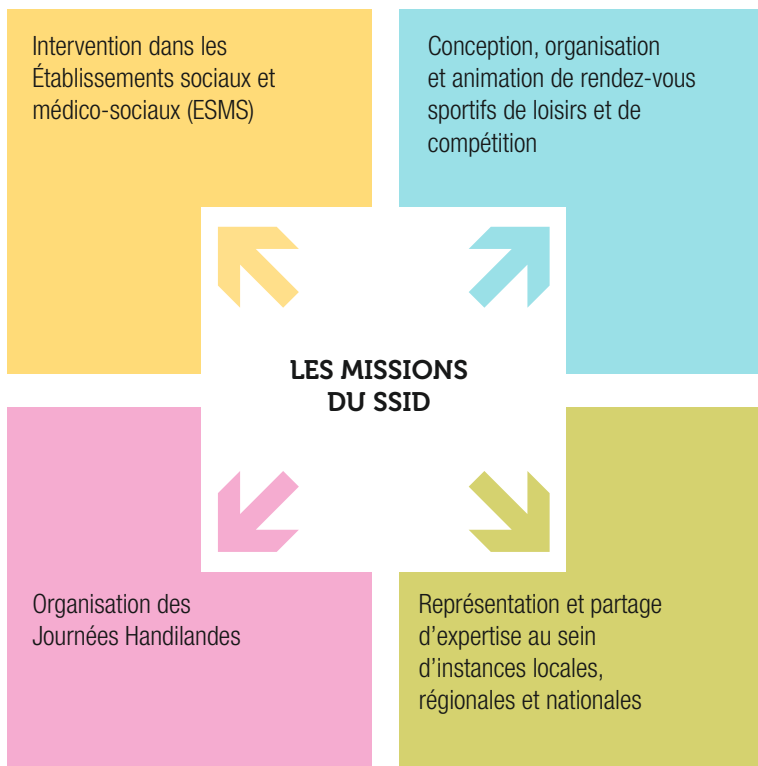 Intervention dans les
Établissements sociaux et
médico-sociaux (ESMS)
Conception, organisation
et animation de rendez-vous
sportifs de loisirs et de
compétition
LES MISSIONS
DU SSID
Organisation des
Journées Handilandes
Représentation et partage
d’expertise au sein
d’instances locales,
régionales et nationales